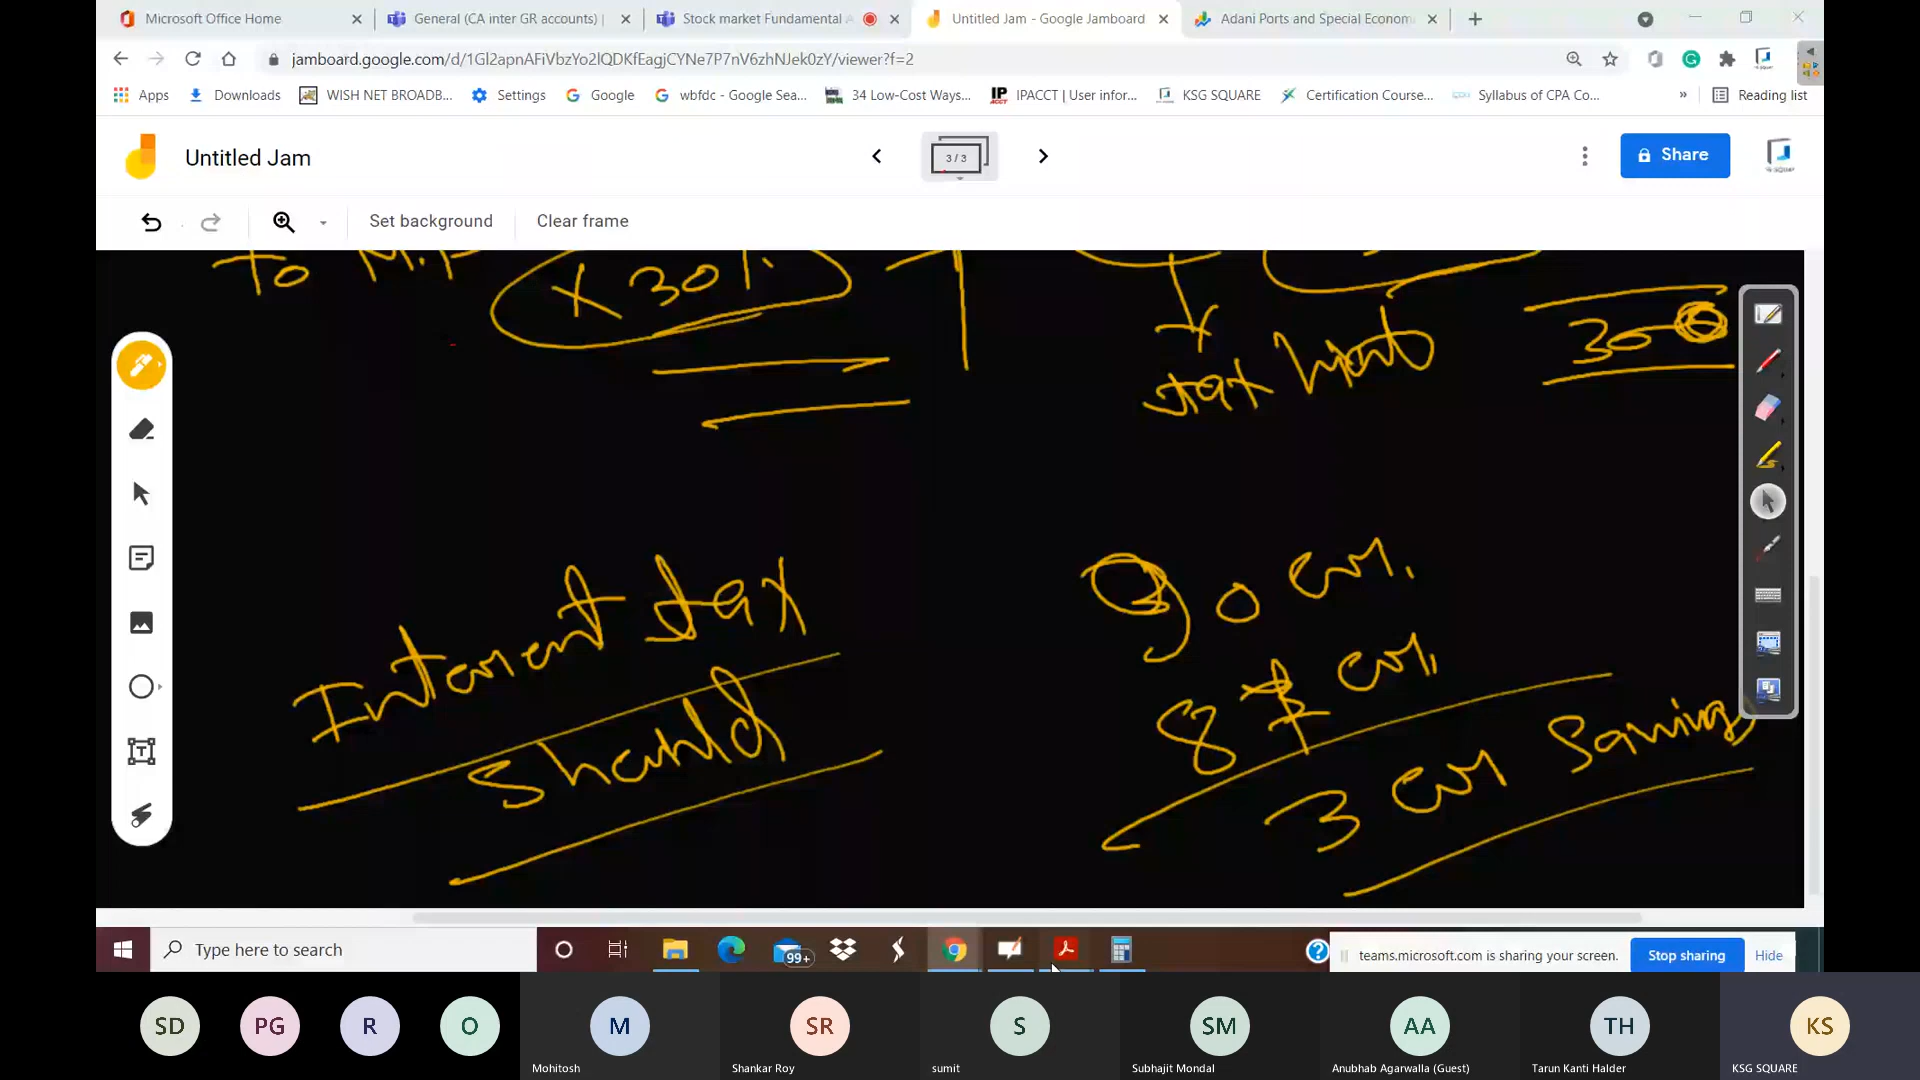 Microsoft Office Home
General (CA inter GR accounts) |
Stock market Fundamental A
Untitled Jam - Google Jamboard
Adani Ports and Special Econom
jamboard.google.com/d/1Gl2apnAFiVbzYo2lQDKfEagjCYNe7P7nV6zhNJek0zY/viewer?f=2
Apps
Downloads
WISH NET BROADB...
Settings
Google
wbfdc - Google Sea...
34 Low-Cost Ways...
IPACCT | User infor...
KSG SQUARE
Certification Course...
Syllabus of CPA Co...
»
Reading list
Untitled Jam
3 / 3
Share
Set background
Clear frame
To
X 30%
30
tax
90 cr.
Interest tax
cr.
Shield
3 cr Saving
Type here to search
99+
teams.microsoft.com is sharing your screen.
Stop sharing
Hide
SD
PG
R
O
M
SR
S
SM
AA
TH
KS
Mohitosh
Shankar Roy
sumit
Subhajit Mondal
Anubhab Agarwalla (Guest)
Tarun Kanti Halder
KSG SQUARE